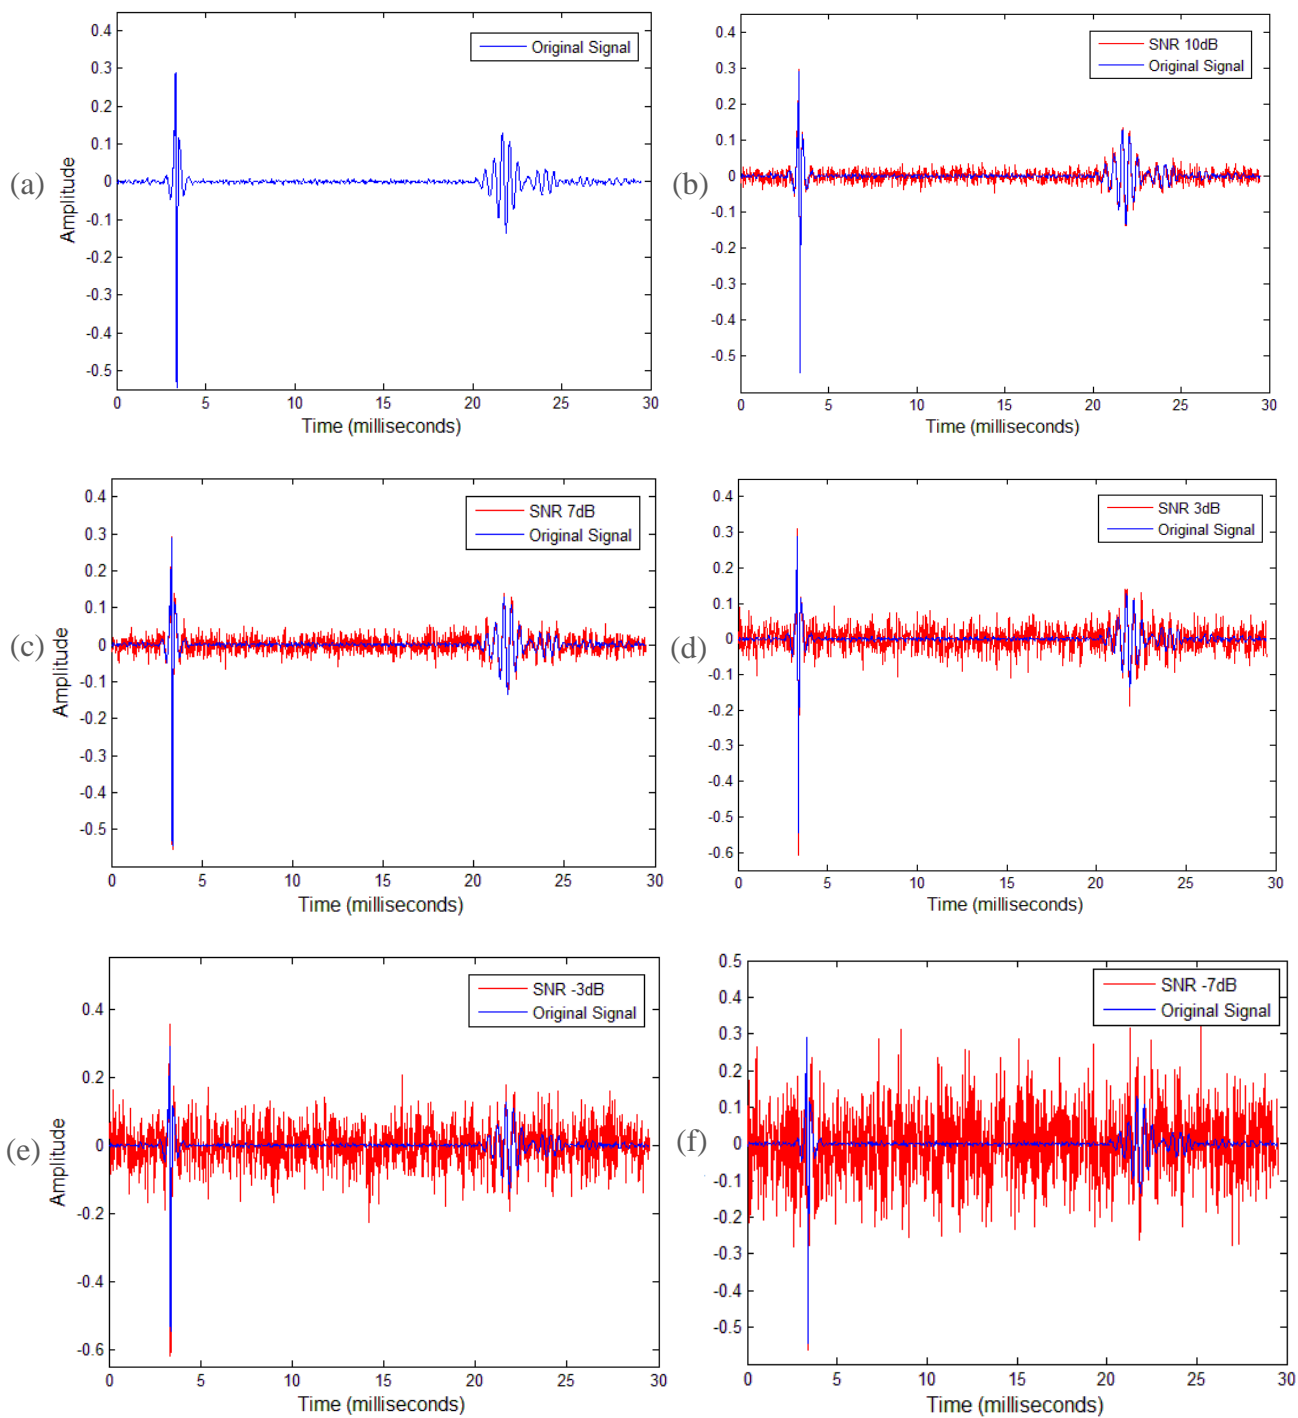 (a)
Amplitude
0.4
0.3
0.2
0.1
0
-0.1
-0.2
-0.3
-0.4
-0.5
Original Signal
0 5 10 15 20 25 30
Time (milliseconds)
(b)
0.4
0.3
0.2
0.1
0
-0.1
-0.2
-0.3
-0.4
-0.5
SNR 10dB
Original Signal
0 5 10 15 20 25 30
Time (milliseconds)
(c)
Amplitude
0.4
0.3
0.2
0.1
0
-0.1
-0.2
-0.3
-0.4
-0.5
SNR 7dB
Original Signal
0 5 10 15 20 25 30
Time (milliseconds)
(d)
0.4
0.3
0.2
0.1
0
-0.1
-0.2
-0.3
-0.4
-0.5
-0.6
SNR 3dB
Original Signal
0 5 10 15 20 25 30
Time (milliseconds)
(e)
Amplitude
0.4
0.2
0
-0.2
-0.4
-0.6
SNR -3dB
Original Signal
0 5 10 15 20 25 30
Time (milliseconds)
(f)
0.5
0.4
0.3
0.2
0.1
0
-0.1
-0.2
-0.3
-0.4
-0.5
SNR -7dB
Original Signal
0 5 10 15 20 25 30
Time (milliseconds)